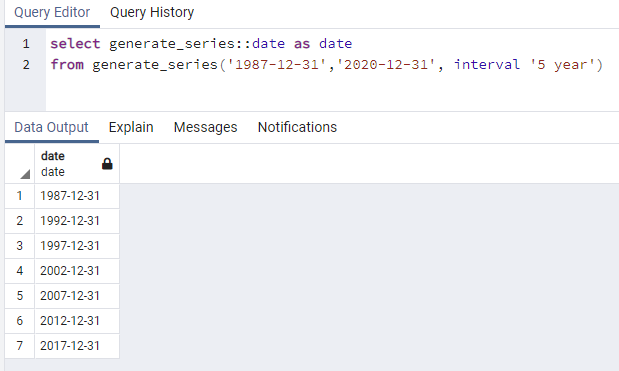 Query Editor Query History
1 select generate_series::date as date
2 from generate_series('1987-12-31','2020-12-31', interval '5 year')
Data Output Explain Messages Notifications
date
date
1 1987-12-31
2 1992-12-31
3 1997-12-31
4 2002-12-31
5 2007-12-31
6 2012-12-31
7 2017-12-31